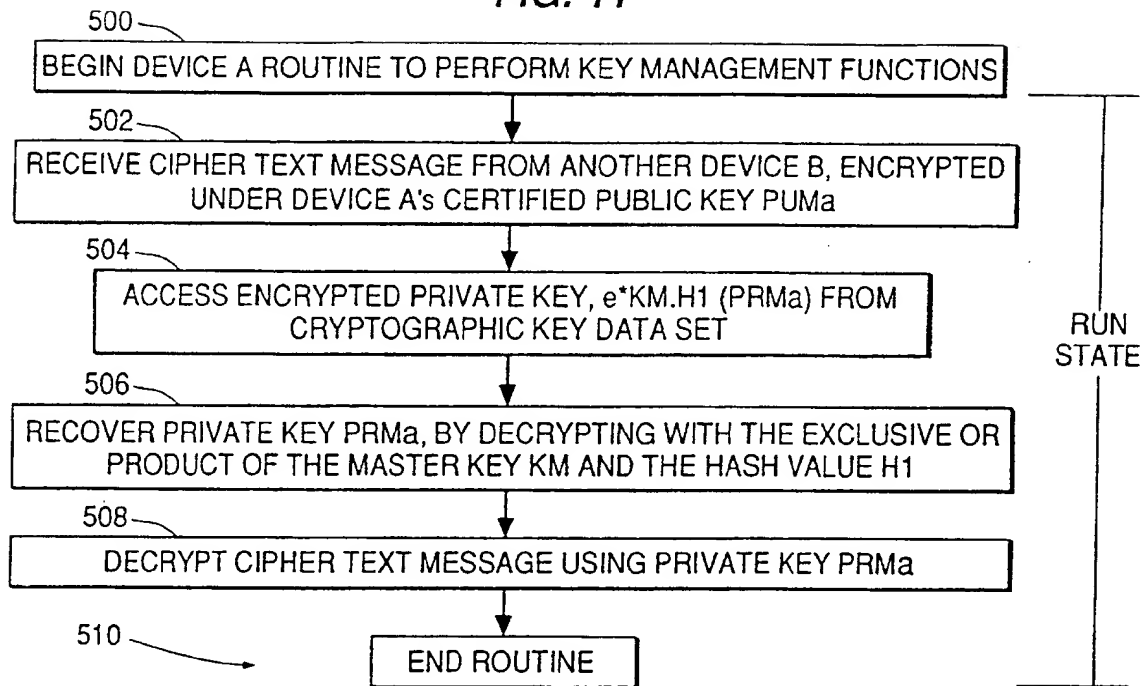 500
BEGIN DEVICE A ROUTINE TO PERFORM KEY MANAGEMENT FUNCTIONS
502
RECEIVE CIPHER TEXT MESSAGE FROM ANOTHER DEVICE B, ENCRYPTED
UNDER DEVICE A's CERTIFIED PUBLIC KEY PUMa
504
ACCESS ENCRYPTED PRIVATE KEY, e*KM.H1 (PRMa) FROM
CRYPTOGRAPHIC KEY DATA SET
RUN
STATE
506
RECOVER PRIVATE KEY PRMa, BY DECRYPTING WITH THE EXCLUSIVE OR
PRODUCT OF THE MASTER KEY KM AND THE HASH VALUE H1
508
DECRYPT CIPHER TEXT MESSAGE USING PRIVATE KEY PRMa
510
END ROUTINE